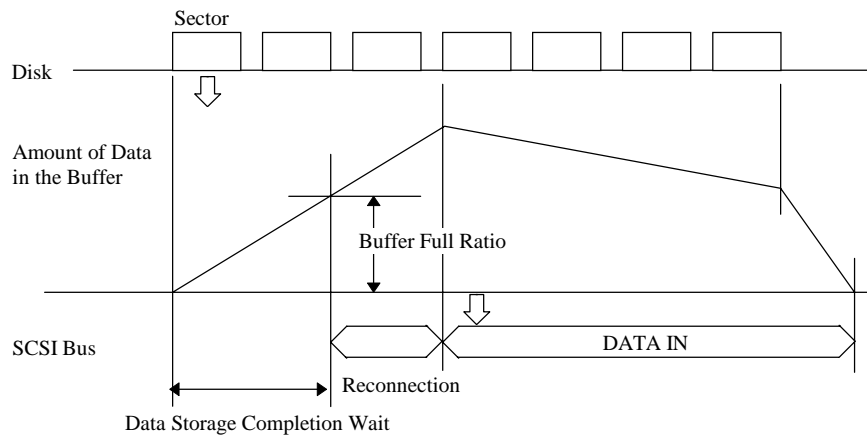 Sector
Disk
Amount of Data
in the Buffer
Buffer Full Ratio
SCSI Bus
DATA IN
Reconnection
Data Storage Completion Wait